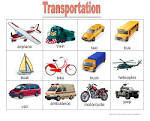 Transportation
airplane
train
taxi
bus
boat
bike
truck
helicopter
car
ambulance
motorcycle
jeep